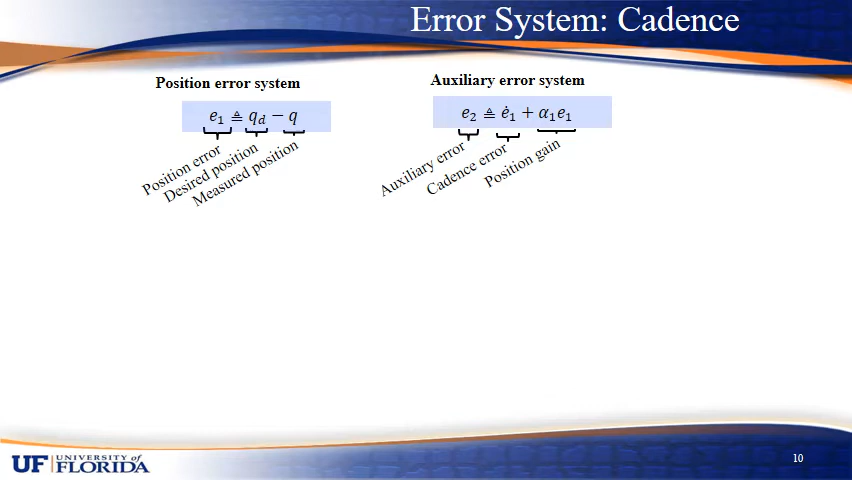 Error System: Cadence
Position error system
e₁ ≜ q_d − q
Position error
Desired position
Measured position
Auxiliary error system
e₂ ≜ ė₁ + α₁e₁
Auxiliary error
Cadence error
Position gain
UF UNIVERSITY of
FLORIDA
10